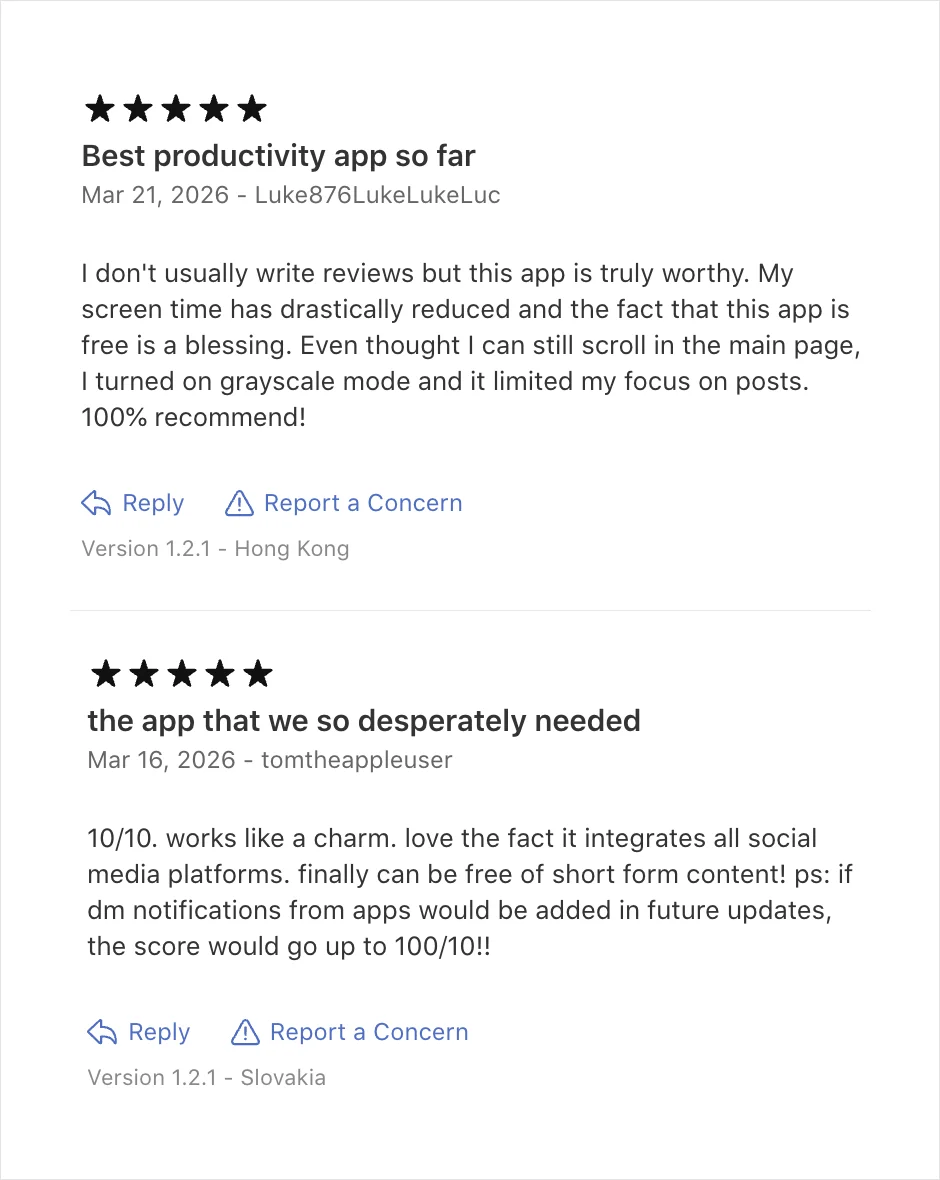 Best productivity app so far
Mar 21, 2026 - Luke876LukeLukeLuc
I don't usually write reviews but this app is truly worthy. My
screen time has drastically reduced and the fact that this app is
free is a blessing. Even thought I can still scroll in the main page,
I turned on grayscale mode and it limited my focus on posts.
100% recommend!
Reply Report a Concern
Version 1.2.1 - Hong Kong
the app that we so desperately needed
Mar 16, 2026 - tomtheappleuser
10/10. works like a charm. love the fact it integrates all social
media platforms. finally can be free of short form content! ps: if
dm notifications from apps would be added in future updates,
the score would go up to 100/10!!
Reply Report a Concern
Version 1.2.1 - Slovakia